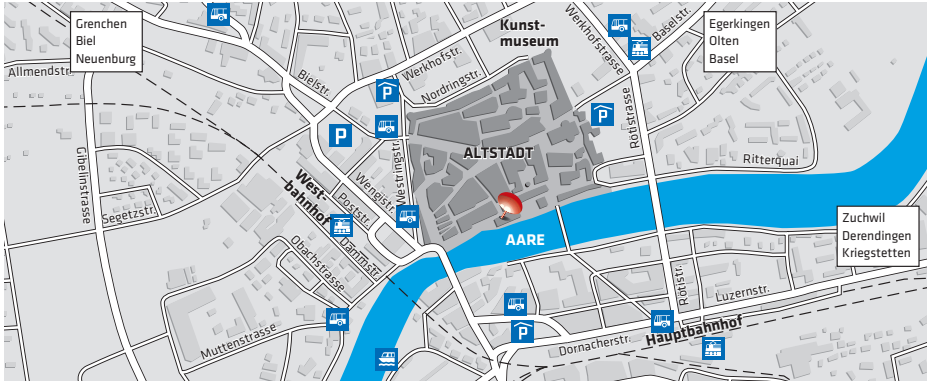 Grenchen
Biel
Neuenburg
Kunst-
museum
Werkhofstrasse
Baselstr.
Egerkingen
Olten
Basel
Allmendstr.
Bielstr.
Werkhofstr.
Nordringstr.
P
P
P
Rötistrasse
ALTSTADT
Ritterquai
Gibelinstrasse
Segetzstr.
West-
bahnhof
Wengistr.
Westringstr.
Poststr.
Dammstr.
Obachstrasse
AARE
Zuchwil
Derendingen
Kriegstetten
Muttenstrasse
P
Rötistr.
Luzernstr.
Dornacherstr.
Hauptbahnhof